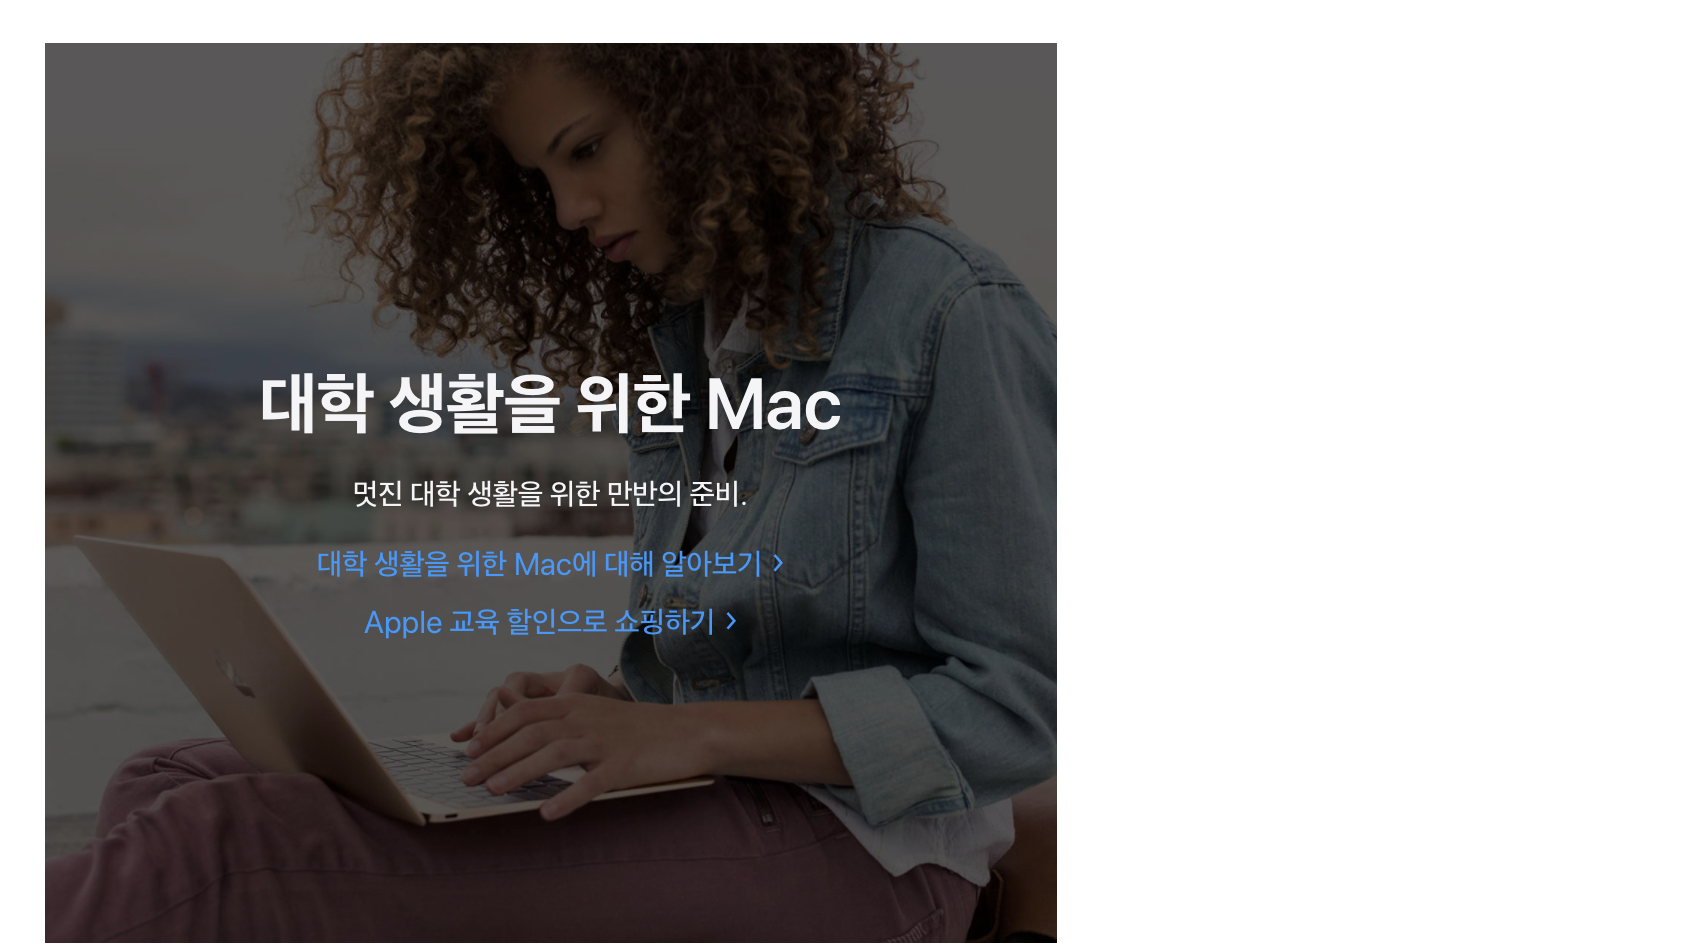 대학 생활을 위한 Mac
멋진 대학 생활을 위한 만반의 준비.
대학 생활을 위한 Mac에 대해 알아보기 >
Apple 교육 할인으로 쇼핑하기 >